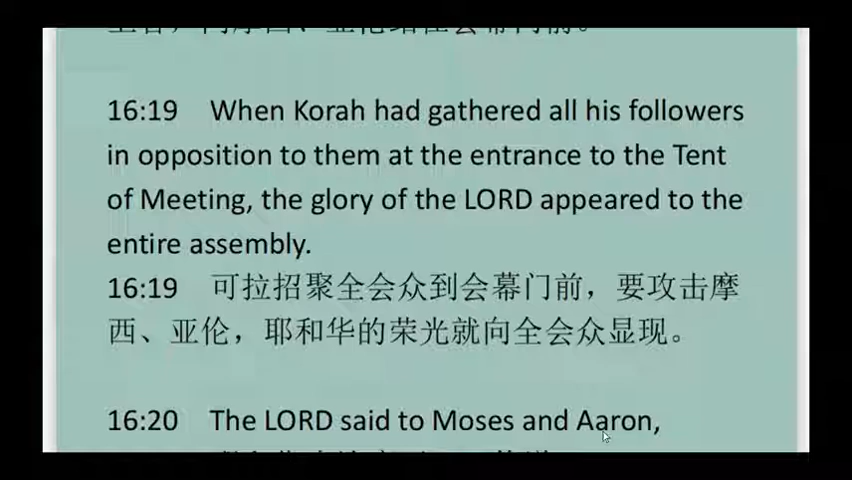 16:19 When Korah had gathered all his followers
in opposition to them at the entrance to the Tent
of Meeting, the glory of the LORD appeared to the
entire assembly.
16:19 可拉招聚全会众到会幕门前，要攻击摩
西、亚伦，耶和华的荣光就向全会众显现。
16:20 The LORD said to Moses and Aaron,